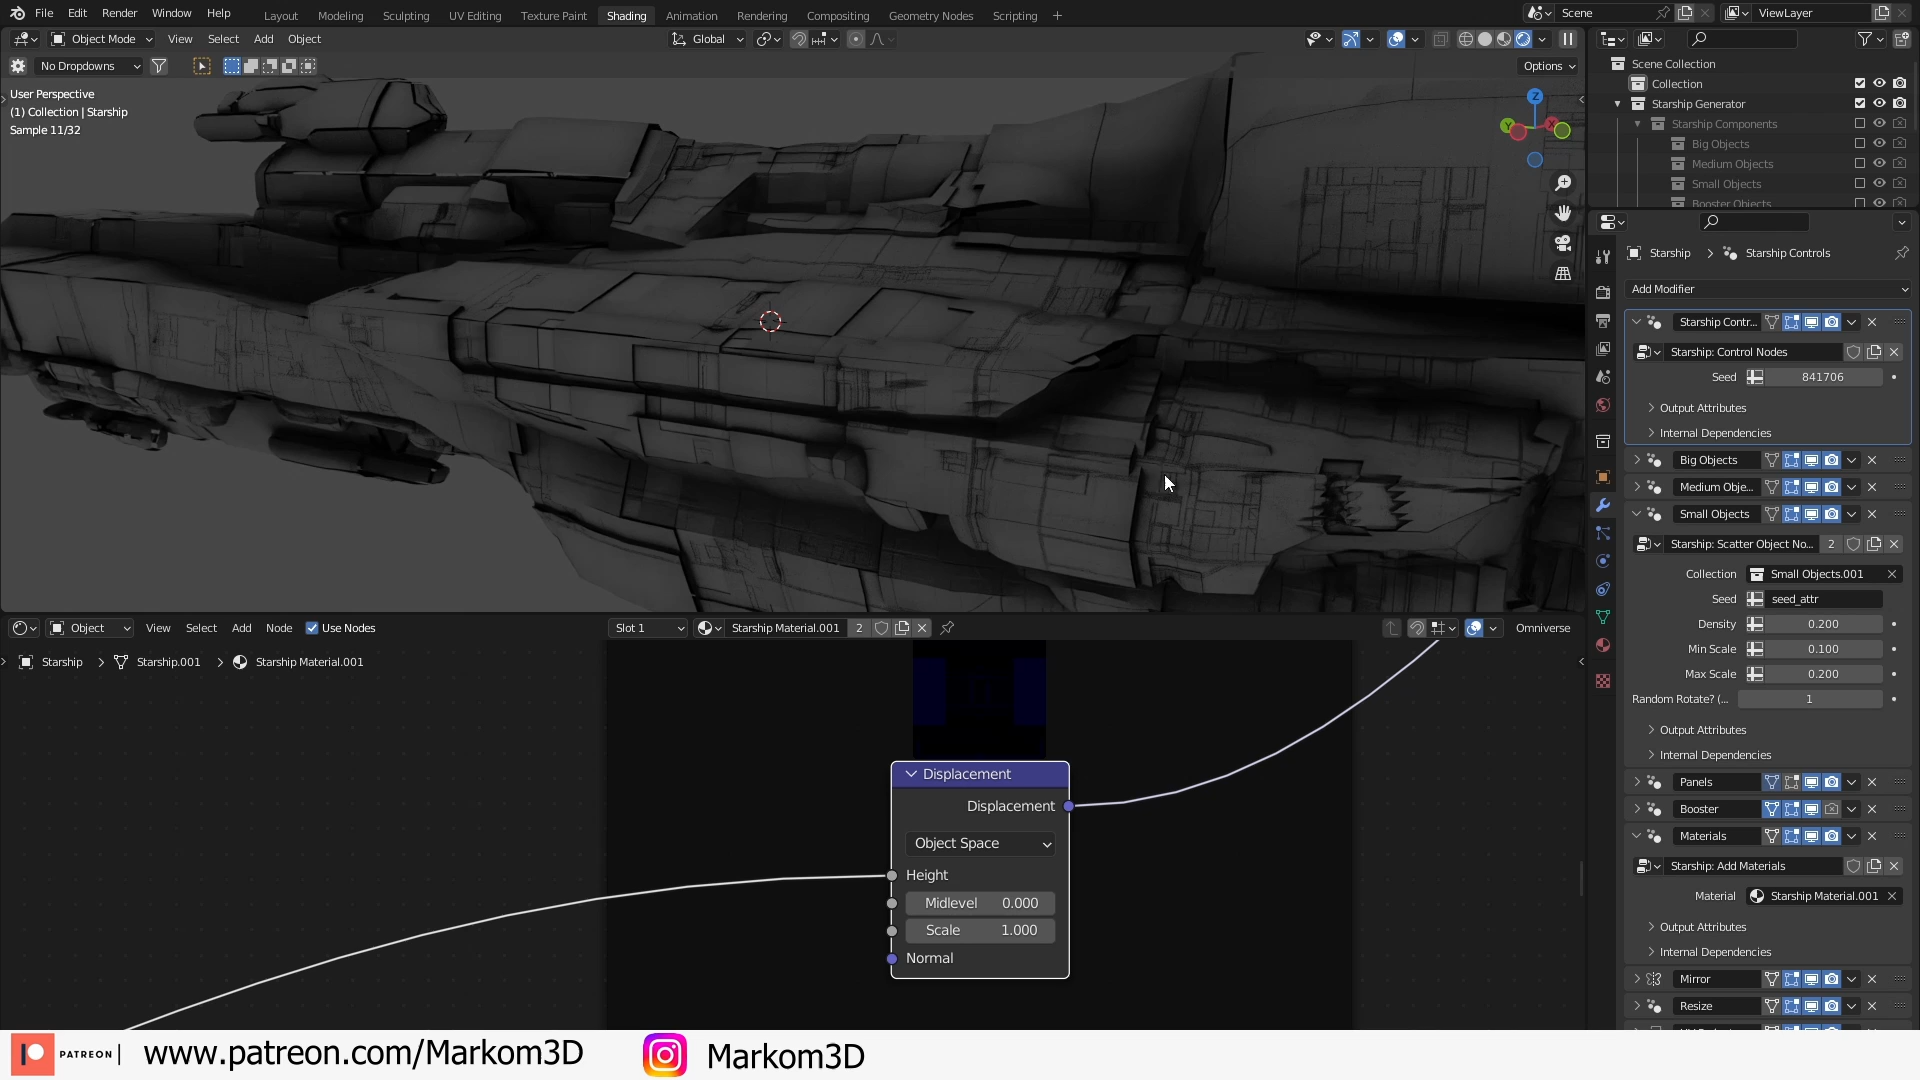 File Edit Render Window Help Layout Modeling Sculpting UV Editing Texture Paint Shading Animation Rendering Compositing Geometry Nodes Scripting + Scene ViewLayer
Object Mode View Select Add Object Global
No Dropdowns Options
User Perspective
(1) Collection | Starship
Sample 11/32
Z
Y
X
Scene Collection
Collection
Starship Generator
Starship Components
Big Objects
Medium Objects
Small Objects
Booster Objects
Starship > Starship Controls
Add Modifier
Starship Contr...
Starship: Control Nodes
Seed 841706
Output Attributes
Internal Dependencies
Big Objects
Medium Obje...
Small Objects
Starship: Scatter Object No... 2
Collection Small Objects.001
Seed seed_attr
Density 0.200
Min Scale 0.100
Max Scale 0.200
Random Rotate? (... 1
Output Attributes
Internal Dependencies
Panels
Booster
Materials
Starship: Add Materials
Material Starship Material.001
Output Attributes
Internal Dependencies
Mirror
Resize
Object View Select Add Node Use Nodes Slot 1 Starship Material.001 2 Omniverse
Starship > Starship.001 > Starship Material.001
Displacement
Displacement
Object Space
Height
Midlevel 0.000
Scale 1.000
Normal
PATREON | www.patreon.com/Markom3D Markom3D